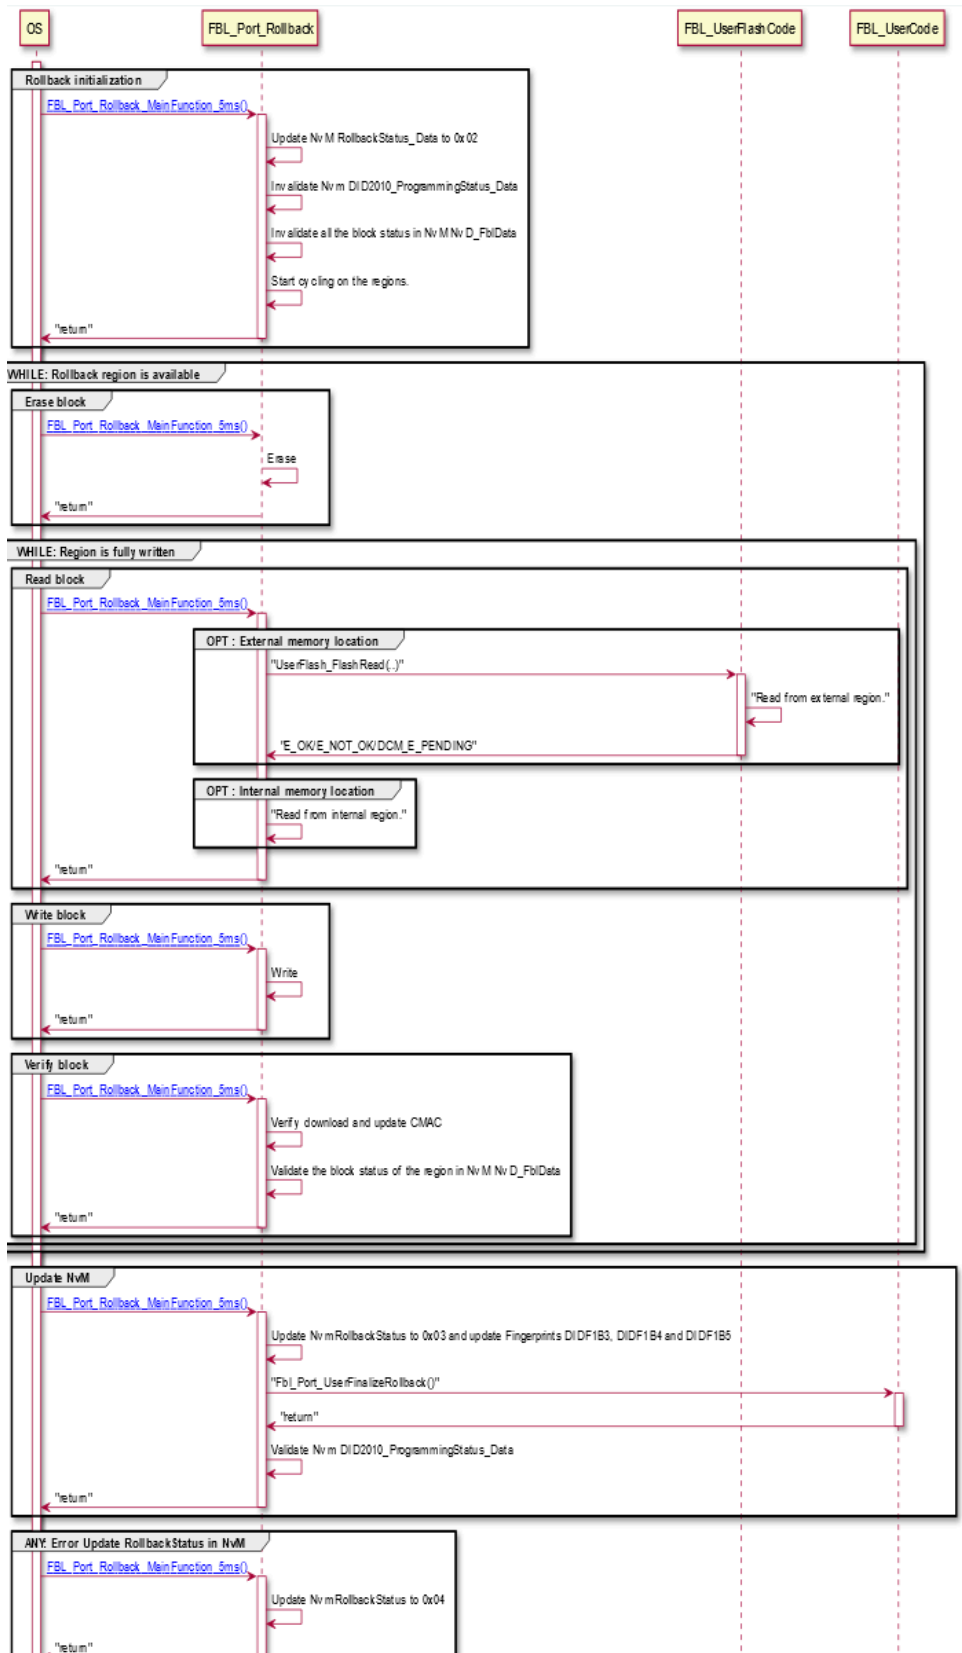 OS
FBL_Port_Rollback
FBL_UserFlashCode
FBL_UserCode
Rollback initialization
FBL_Port_Rollback_MainFunction_5ms()
Update NvM RollbackStatus_Data to 0x02
Invalidate Nvm DID2010_ProgrammingStatus_Data
Invalidate all the block status in NvM NvD_FblData
Start cycling on the regions.
"return"
WHILE: Rollback region is available
Erase block
FBL_Port_Rollback_MainFunction_5ms()
Erase
"return"
WHILE: Region is fully written
Read block
FBL_Port_Rollback_MainFunction_5ms()
OPT : External memory location
"UserFlash_FlashRead(..)"
"Read from external region."
"E_OK/E_NOT_OK/DCM_E_PENDING"
OPT : Internal memory location
"Read from internal region."
"return"
Write block
FBL_Port_Rollback_MainFunction_5ms()
Write
"return"
Verify block
FBL_Port_Rollback_MainFunction_5ms()
Verify download and update CMAC
Validate the block status of the region in NvM NvD_FblData
"return"
Update NvM
FBL_Port_Rollback_MainFunction_5ms()
Update NvmRollbackStatus to 0x03 and update Fingerprints DIDF1B3, DIDF1B4 and DIDF1B5
"Fbl_Port_UserFinalizeRollback()"
"return"
Validate Nvm DID2010_ProgrammingStatus_Data
"return"
ANY: Error Update RollbackStatus in NvM
FBL_Port_Rollback_MainFunction_5ms()
Update NvmRollbackStatus to 0x04
"return"